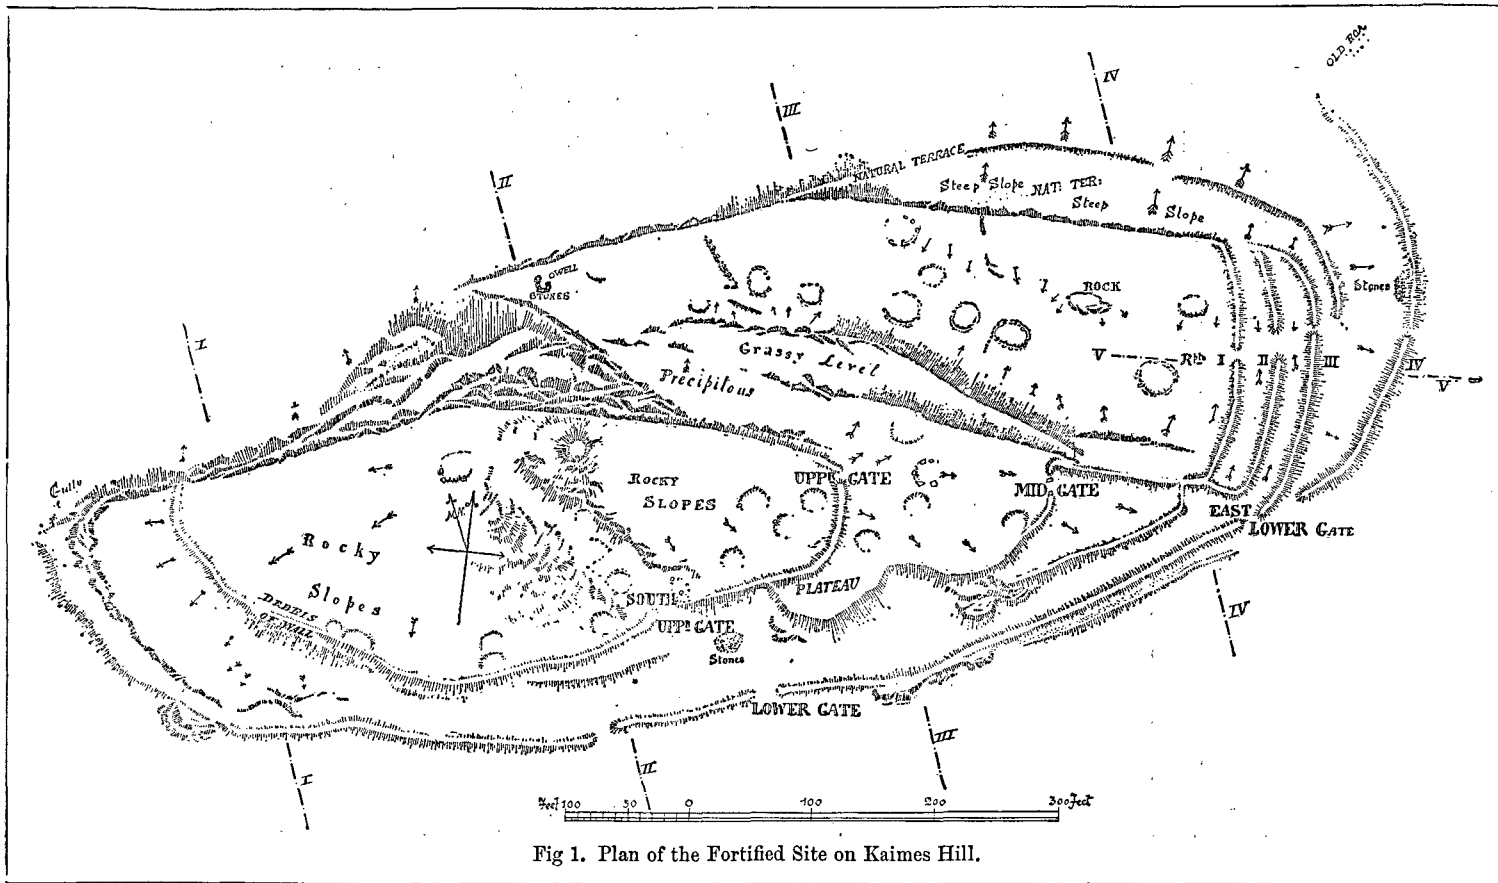 OLD ROA
IV
III
NATURAL TERRACE
II
Steep Slope
NAT: TER:
Steep
Slope
WELL
STONES
ROCK
Stones
I
Grassy Level
V
I
II
III
IV
V
Precipitous
Gully
ROCKY
SLOPES
UPPR GATE
MID GATE
EAST
LOWER GATE
Rocky
Slopes
PLATEAU
DEBRIS
OF WALL
SOUTH
UPPR GATE
Stones
IV
LOWER GATE
III
I
II
Feet 100 50 0 100 200 300 Feet
Fig 1. Plan of the Fortified Site on Kaimes Hill.